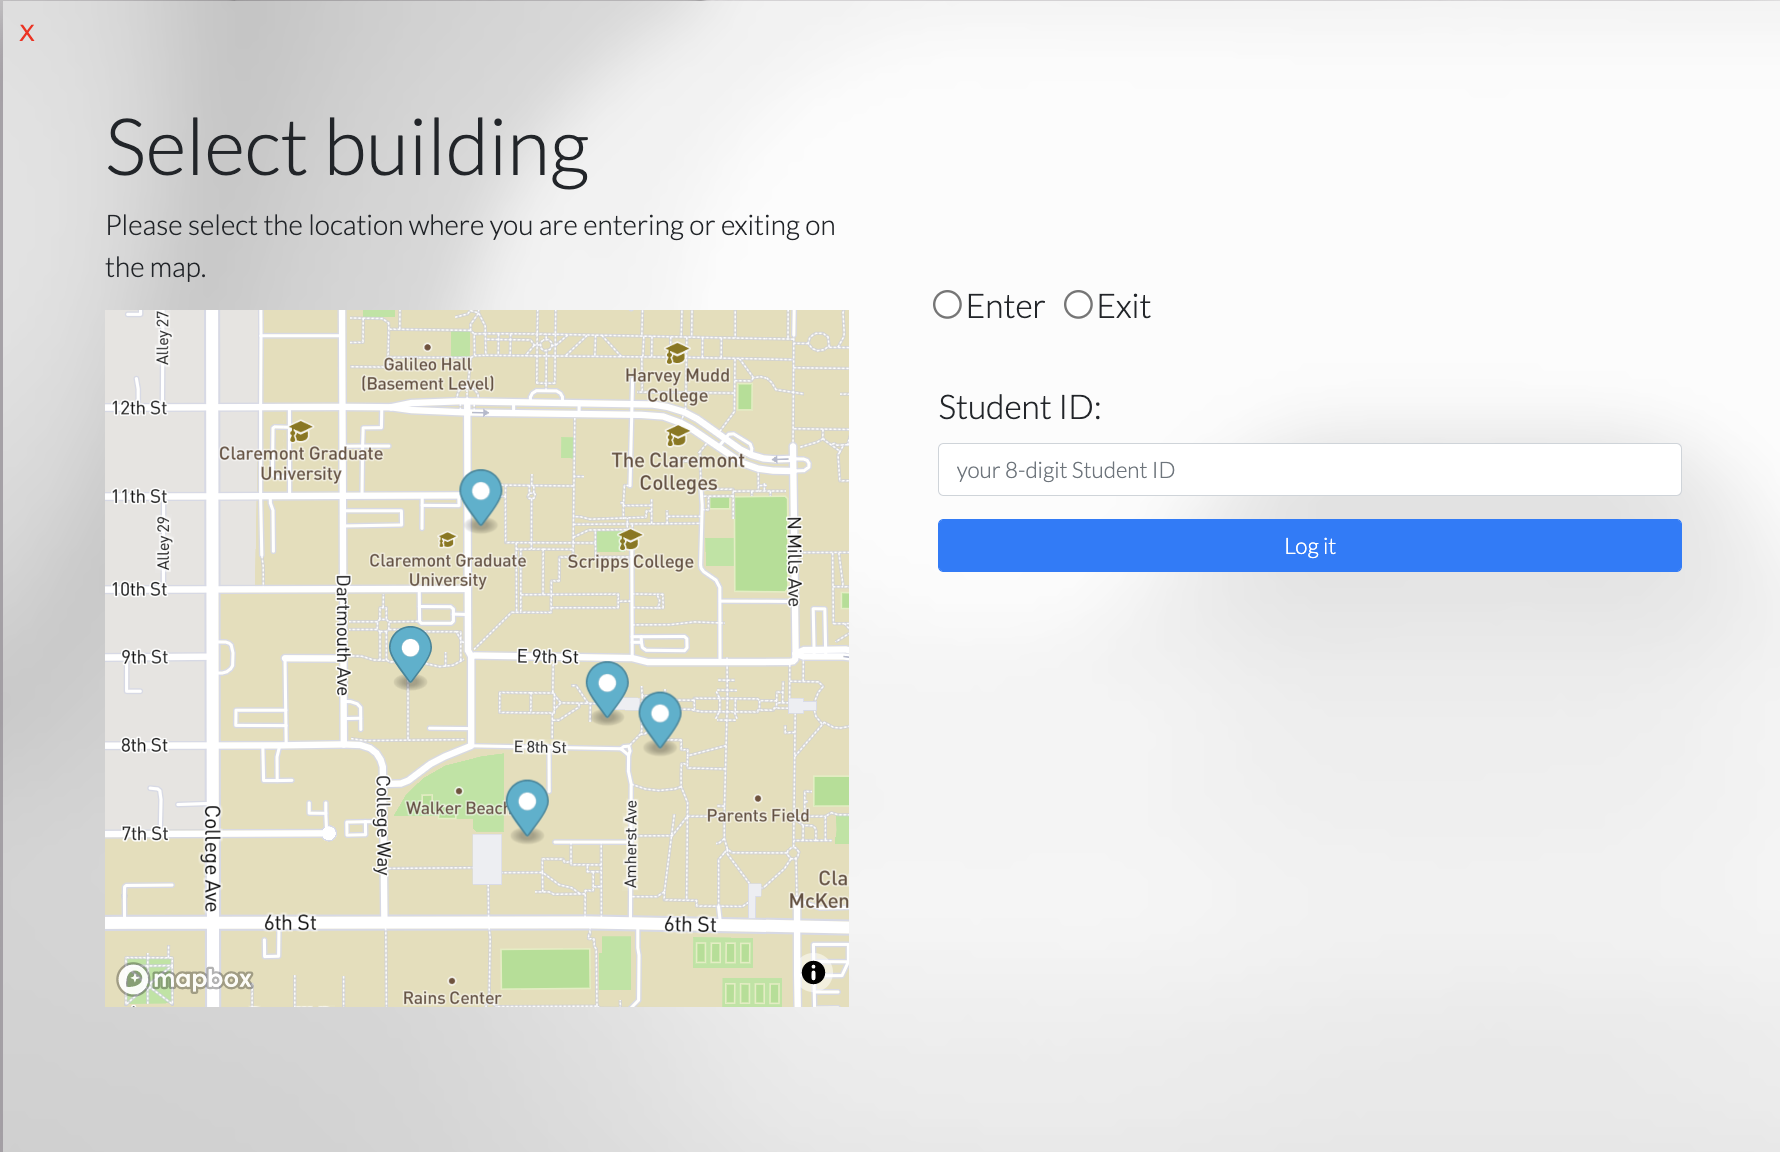 X
Select building
Please select the location where you are entering or exiting on
the map.
Enter
Exit
Student ID:
your 8-digit Student ID
Log it
Alley 27
Galileo Hall
(Basement Level)
Harvey Mudd
College
12th St
Claremont Graduate
University
The Claremont
Colleges
11th St
Alley 29
N Mills Ave
Claremont Graduate
University
Scripps College
10th St
Dartmouth Ave
9th St
E 9th St
8th St
E 8th St
College Way
Walker Beach
Parents Field
College Ave
7th St
Amherst Ave
Cla
McKen
6th St
6th St
mapbox
Rains Center